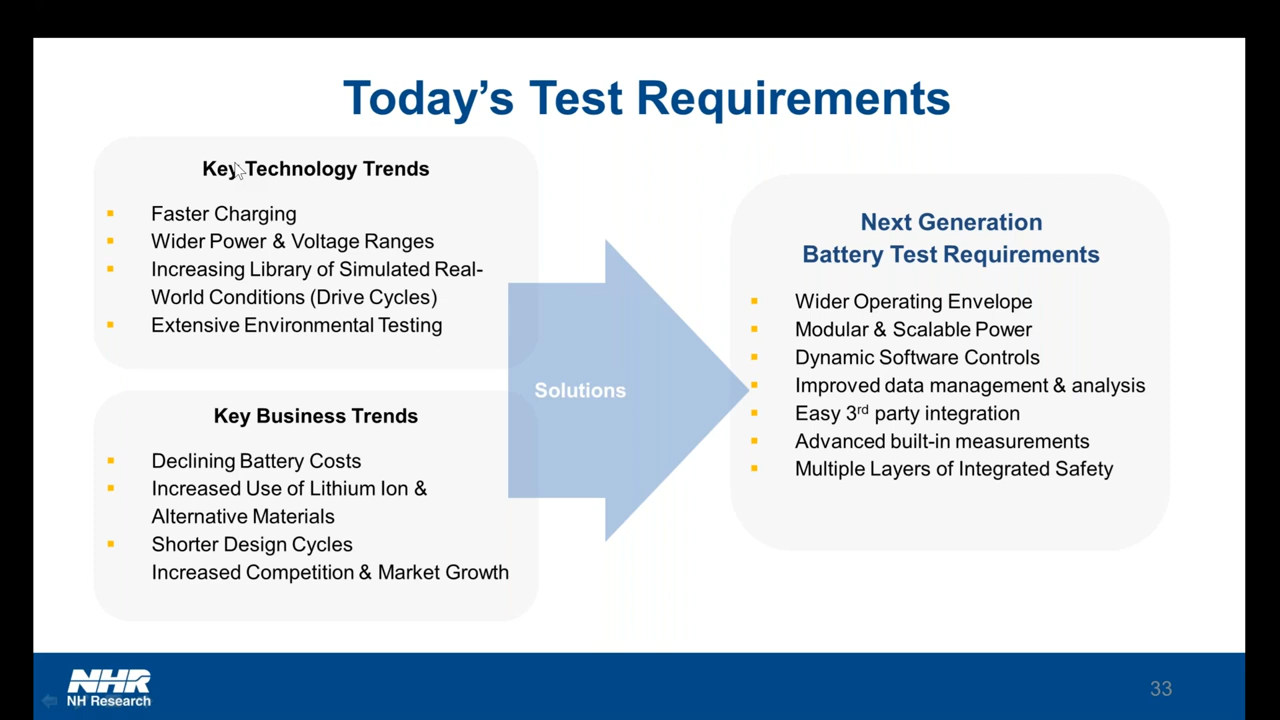 Today's Test Requirements
Key Technology Trends
Faster Charging
Wider Power & Voltage Ranges
Increasing Library of Simulated Real-
World Conditions (Drive Cycles)
Extensive Environmental Testing
Key Business Trends
Declining Battery Costs
Increased Use of Lithium Ion &
Alternative Materials
Shorter Design Cycles
Increased Competition & Market Growth
Solutions
Next Generation
Battery Test Requirements
Wider Operating Envelope
Modular & Scalable Power
Dynamic Software Controls
Improved data management & analysis
Easy 3rd party integration
Advanced built-in measurements
Multiple Layers of Integrated Safety
NHR
NH Research
33